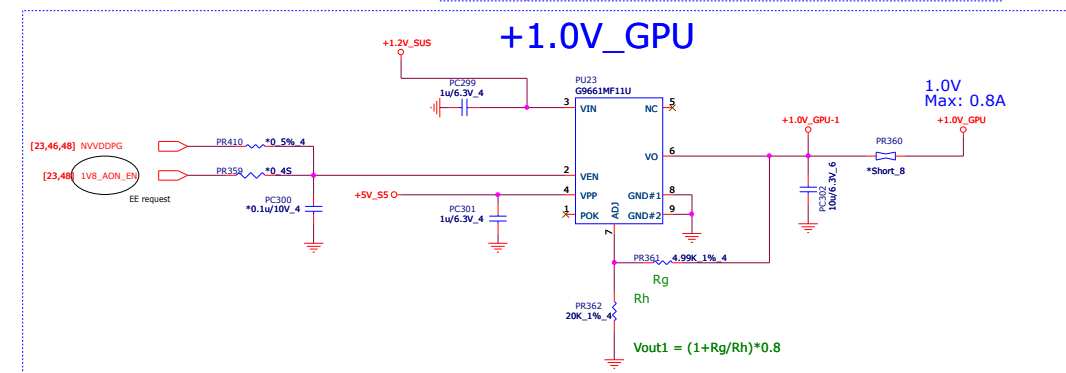 +1.0V_GPU
+1.2V_SUS
PC299
1u/6.3V_4
PU23
G9661MF11U
3 VIN
NC 5
1.0V
Max: 0.8A
+1.0V_GPU-1
+1.0V_GPU
[23,46,48] NVVDDPG
PR410 *0_5%_4
VO 6
PR360
*Short_8
[23,48] 1V8_AON_EN
PR359 *0_4S
2 VEN
EE request
PC300
*0.1u/10V_4
+5V_S5
4 VPP
GND#1 8
PC302
10u/6.3V_6
PC301
1u/6.3V_4
1 POK
ADJ
GND#2 9
7
PR361 4.99K_1%_4
Rg
Rh
PR362
20K_1%_4
Vout1 = (1+Rg/Rh)*0.8